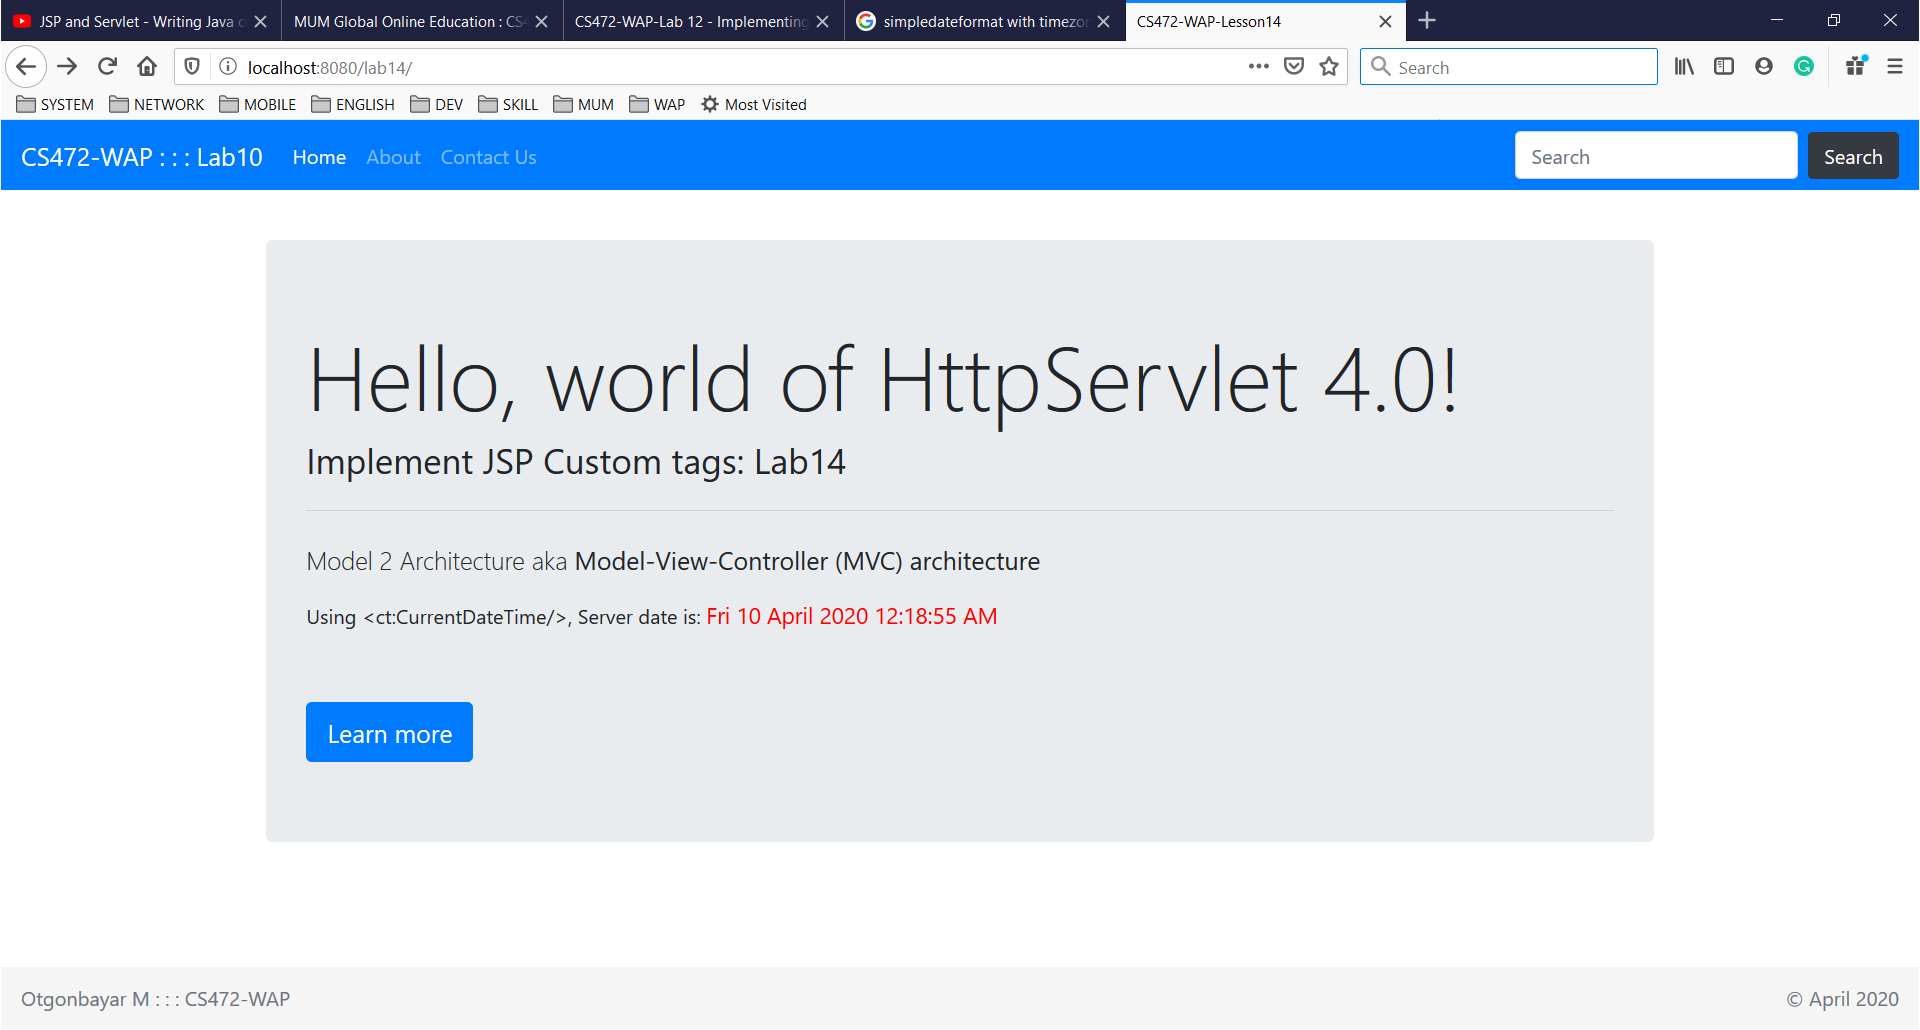 JSP and Servlet - Writing Java c
MUM Global Online Education : CS4
CS472-WAP-Lab 12 - Implementing
simpledateformat with timezo
CS472-WAP-Lesson14
localhost:8080/lab14/
Search
SYSTEM
NETWORK
MOBILE
ENGLISH
DEV
SKILL
MUM
WAP
Most Visited
CS472-WAP : : : Lab10
Home
About
Contact Us
Search
Search
Hello, world of HttpServlet 4.0!
Implement JSP Custom tags: Lab14
Model 2 Architecture aka Model-View-Controller (MVC) architecture
Using <ct:CurrentDateTime/>, Server date is: Fri 10 April 2020 12:18:55 AM
Learn more
Otgonbayar M : : : CS472-WAP
© April 2020